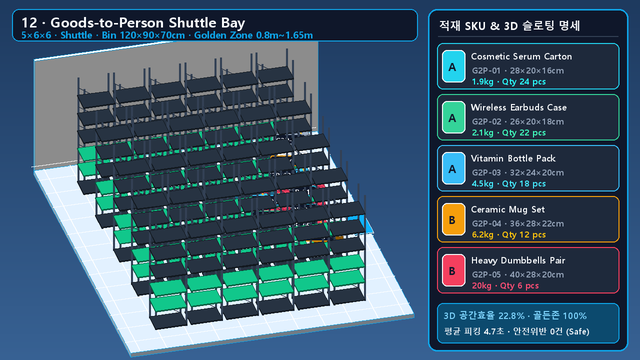 12 · Goods-to-Person Shuttle Bay
5×6×6 · Shuttle · Bin 120×90×70cm · Golden Zone 0.8m~1.65m
적재 SKU & 3D 슬로팅 명세
A
Cosmetic Serum Carton
G2P-01 · 28×20×16cm
1.9kg · Qty 24 pcs
A
Wireless Earbuds Case
G2P-02 · 26×20×18cm
2.1kg · Qty 22 pcs
A
Vitamin Bottle Pack
G2P-03 · 32×24×20cm
4.5kg · Qty 18 pcs
B
Ceramic Mug Set
G2P-04 · 36×28×22cm
6.2kg · Qty 12 pcs
B
Heavy Dumbbells Pair
G2P-05 · 40×28×20cm
20kg · Qty 6 pcs
3D 공간효율 22.8% · 골든존 100%
평균 피킹 4.7초 · 안전위반 0건 (Safe)